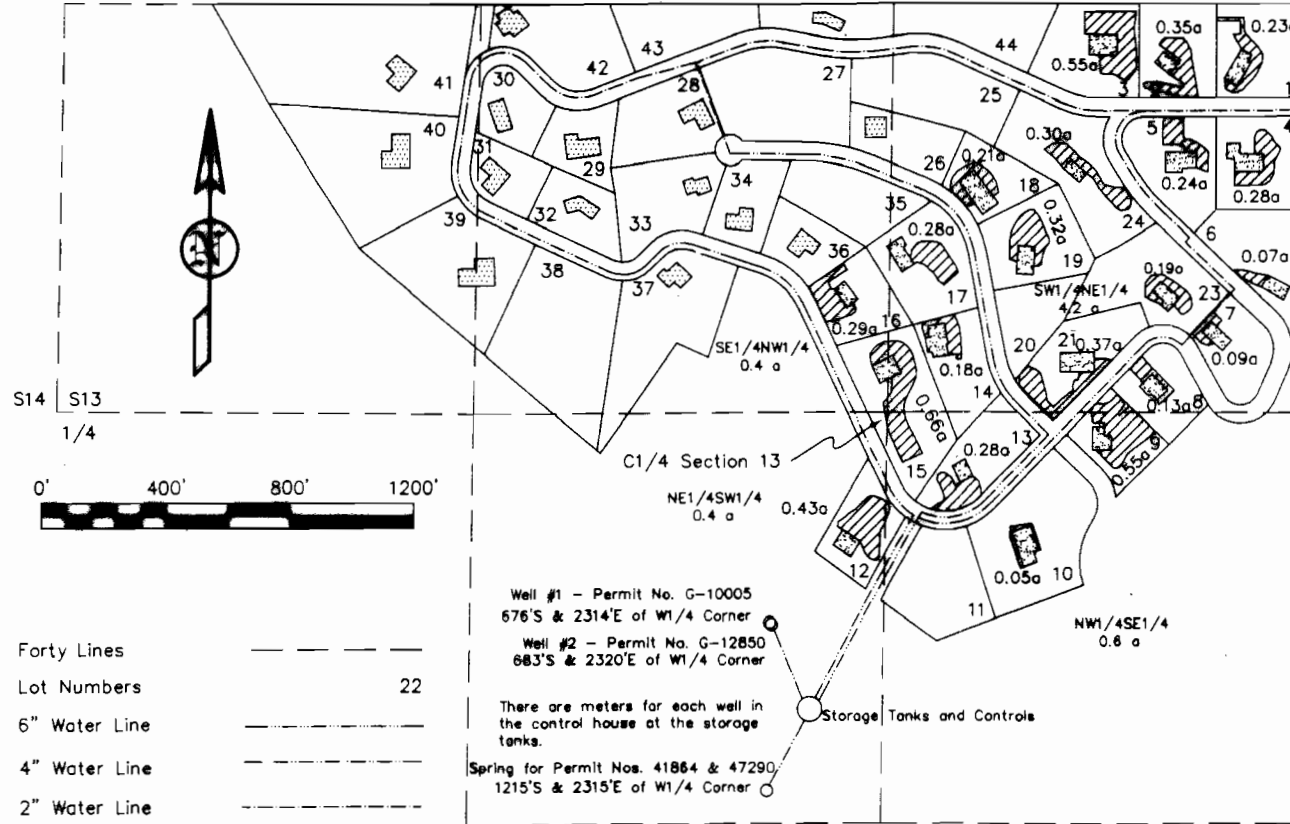 41
43
44
0.35a
0.23a
0.55a
3
1
30
42
28
27
25
5
4
40
31
29
34
26
0.21a
0.30a
18
24
0.24a
0.28a
39
32
33
35
0.28a
0.32a
19
6
0.07a
38
37
36
17
SW1/4NE1/4
4.2 a
0.19a
23
7
16
0.29a
SE1/4NW1/4
0.4 a
0.18a
20
21
0.37a
0.09a
14
0.13a
8
S14 S13
1/4
0.66a
13
9
0.55a
C1/4 Section 13
15
0.28a
0' 400' 800' 1200'
NE1/4SW1/4
0.4 a
0.43a
12
0.05a
10
11
NW1/4SE1/4
0.6 a
Well #1 - Permit No. G-10005
676'S & 2314'E of W1/4 Corner
Well #2 - Permit No. G-12850
683'S & 2320'E of W1/4 Corner
There are meters for each well in
the control house at the storage
tanks.
Storage Tanks and Controls
Spring for Permit Nos. 41864 & 47290
1215'S & 2315'E of W1/4 Corner
Forty Lines
Lot Numbers 22
6" Water Line
4" Water Line
2" Water Line
N